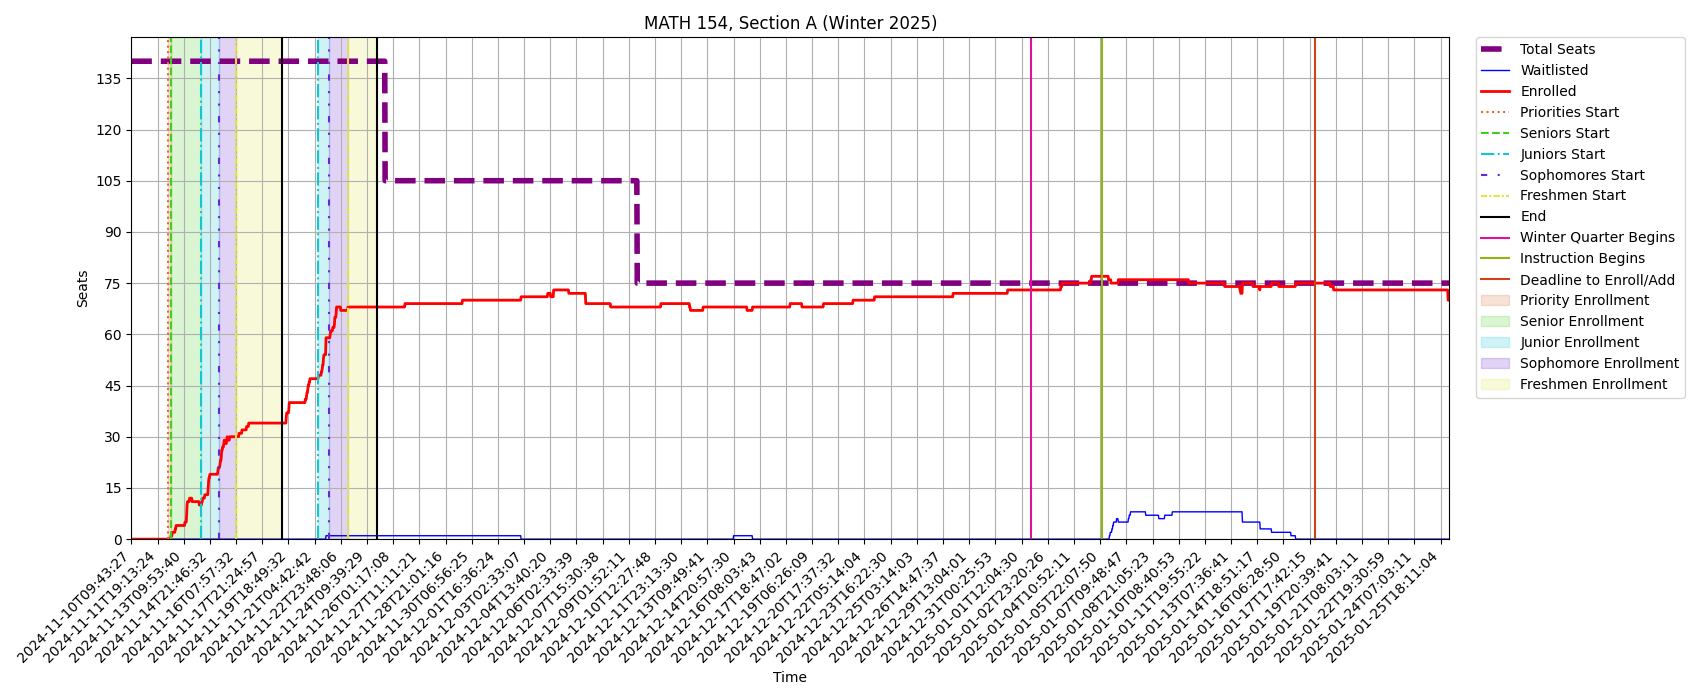 MATH 154, Section A (Winter 2025)
Seats
135
120
105
90
75
60
45
30
15
0
2024-11-10T09:43:27
2024-11-11T19:13:24
2024-11-13T09:53:40
2024-11-14T21:46:32
2024-11-16T07:57:32
2024-11-17T21:24:57
2024-11-19T18:49:32
2024-11-21T04:42:42
2024-11-22T23:48:06
2024-11-24T09:39:29
2024-11-26T01:17:08
2024-11-27T11:11:21
2024-11-28T21:01:16
2024-11-30T06:56:25
2024-12-01T16:36:24
2024-12-03T02:33:07
2024-12-04T13:40:20
2024-12-06T02:33:39
2024-12-07T15:30:38
2024-12-09T01:52:11
2024-12-10T12:27:48
2024-12-11T23:13:30
2024-12-13T09:49:41
2024-12-14T20:57:30
2024-12-16T08:03:43
2024-12-17T18:47:02
2024-12-19T06:26:09
2024-12-20T17:37:32
2024-12-22T05:14:04
2024-12-23T16:22:30
2024-12-25T03:14:03
2024-12-26T14:47:37
2024-12-29T13:04:01
2024-12-31T00:25:53
2025-01-01T12:04:30
2025-01-02T23:20:26
2025-01-04T10:52:11
2025-01-05T22:07:50
2025-01-07T09:48:47
2025-01-08T21:05:23
2025-01-10T08:40:53
2025-01-11T19:55:22
2025-01-13T07:36:41
2025-01-14T18:51:17
2025-01-16T06:28:50
2025-01-17T17:42:15
2025-01-19T20:39:41
2025-01-21T08:03:11
2025-01-22T19:30:59
2025-01-24T07:03:11
2025-01-25T18:11:04
Time
Total Seats
Waitlisted
Enrolled
Priorities Start
Seniors Start
Juniors Start
Sophomores Start
Freshmen Start
End
Winter Quarter Begins
Instruction Begins
Deadline to Enroll/Add
Priority Enrollment
Senior Enrollment
Junior Enrollment
Sophomore Enrollment
Freshmen Enrollment